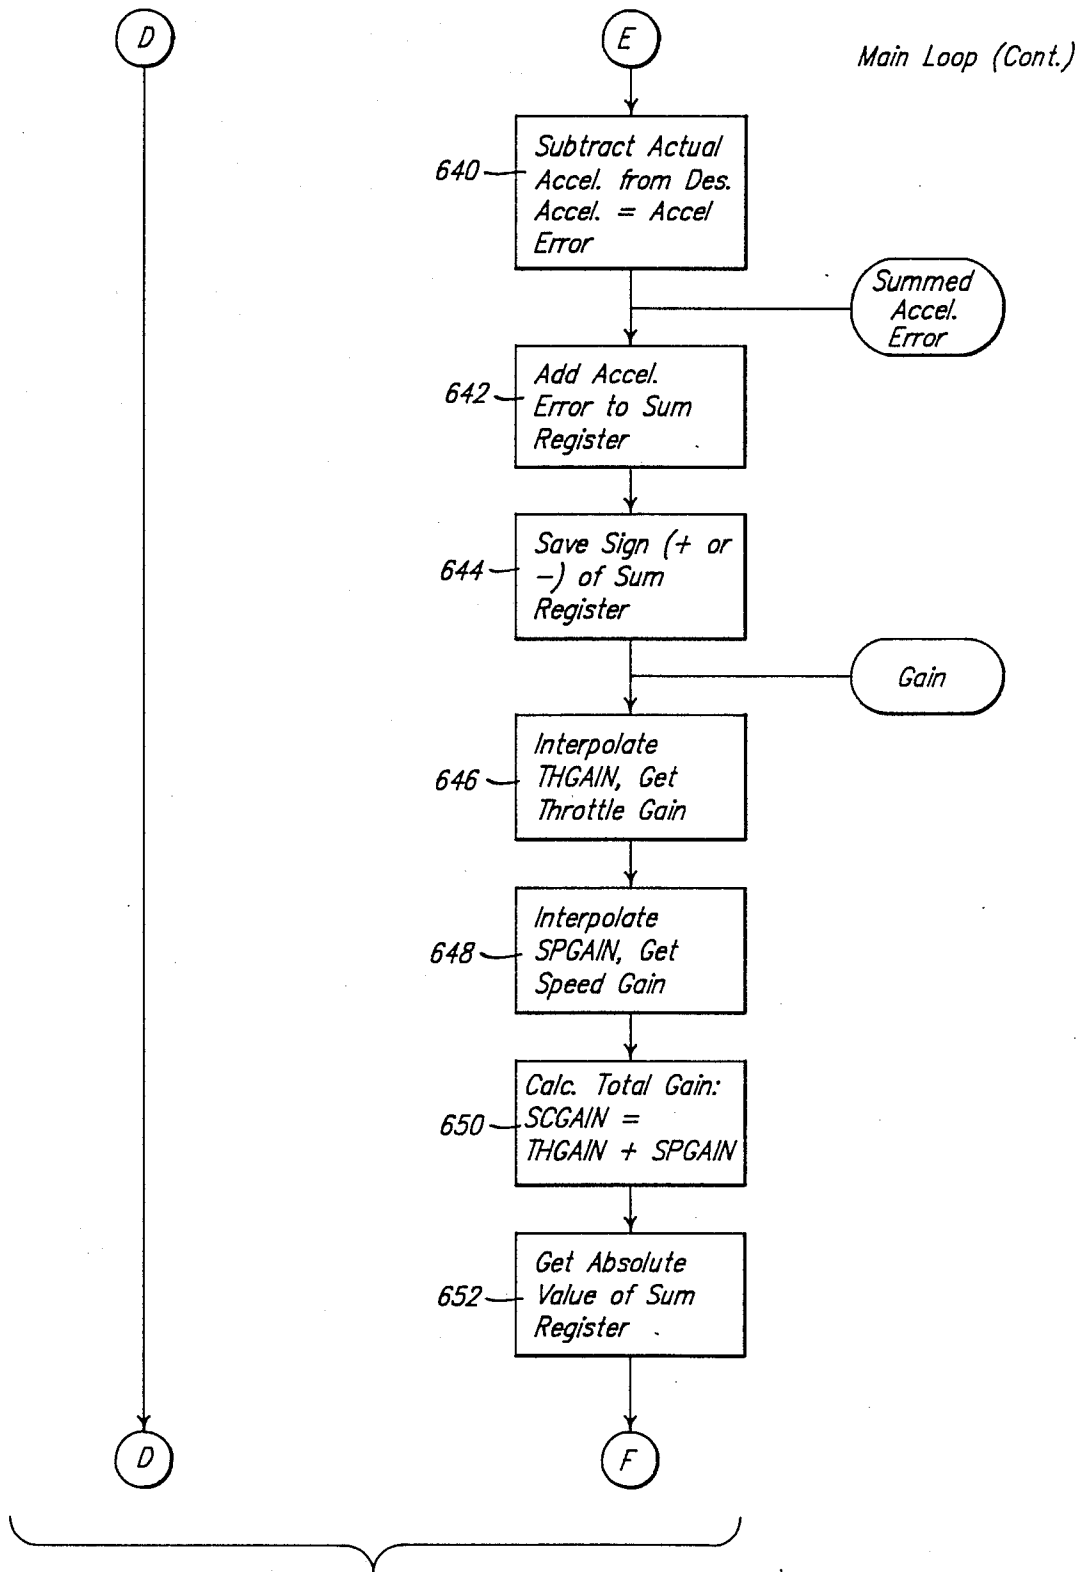 D
E
Main Loop (Cont.)
640
Subtract Actual
Accel. from Des.
Accel. = Accel
Error
Summed
Accel.
Error
642
Add Accel.
Error to Sum
Register
644
Save Sign (+ or
–) of Sum
Register
Gain
646
Interpolate
THGAIN, Get
Throttle Gain
648
Interpolate
SPGAIN, Get
Speed Gain
650
Calc. Total Gain:
SCGAIN =
THGAIN + SPGAIN
652
Get Absolute
Value of Sum
Register
D
F